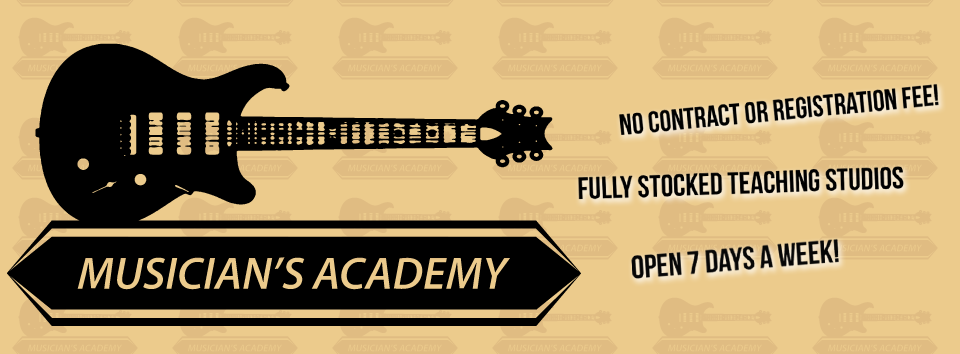 NO CONTRACT OR REGISTRATION FEE!
FULLY STOCKED TEACHING STUDIOS
OPEN 7 DAYS A WEEK!
MUSICIAN'S ACADEMY